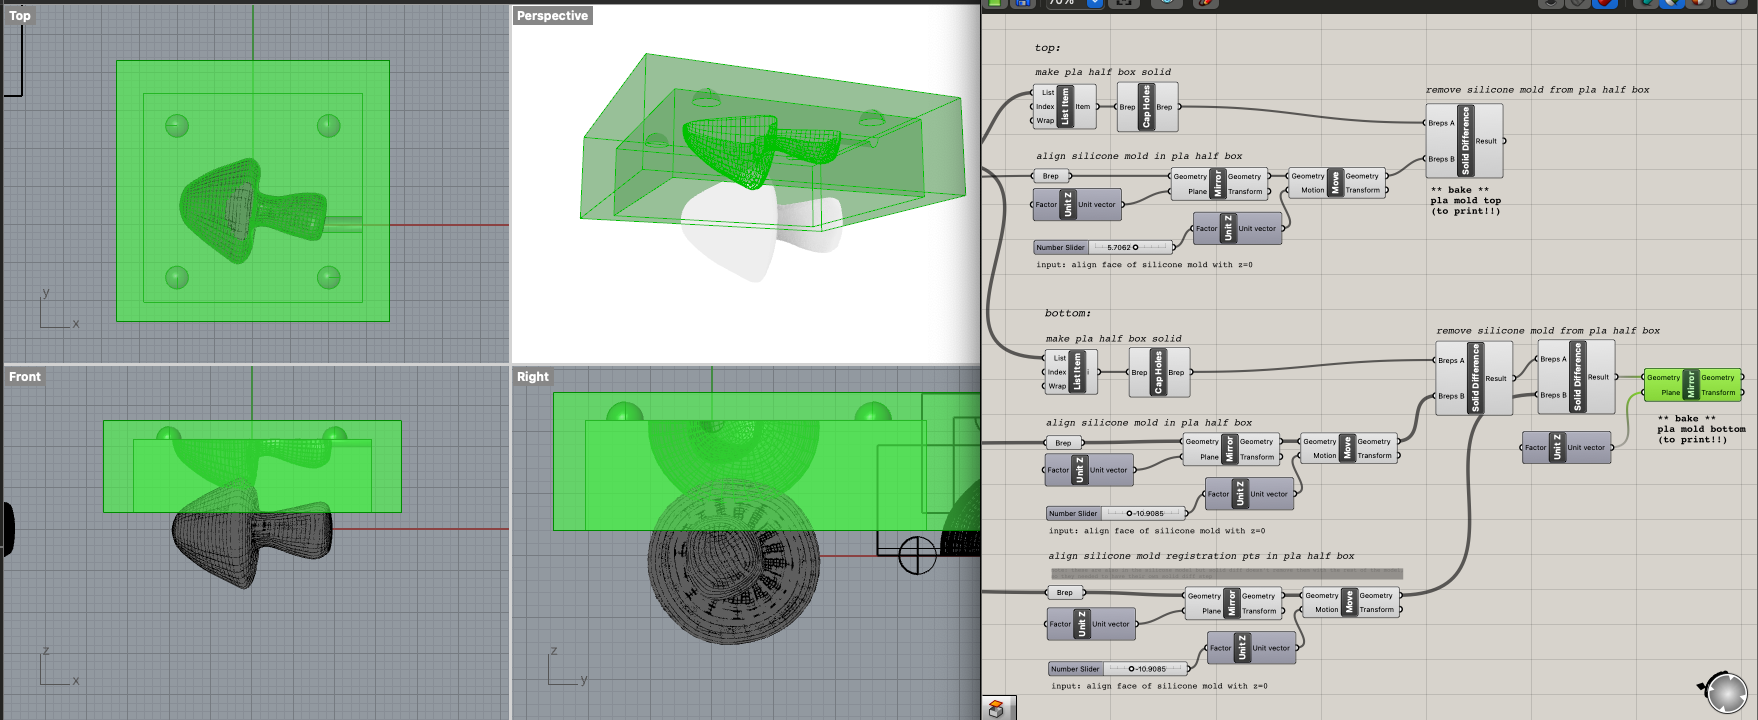 Top
Perspective
y
x
Front
Right
z
x
z
y
70%
top:
make pla half box solid
List
Index
Wrap
List Item
Item
Brep
Cap Holes
Brep
remove silicone mold from pla half box
Breps A
Breps B
Solid Difference
Result
align silicone mold in pla half box
Brep
Geometry
Plane
Mirror
Geometry
Transform
Geometry
Motion
Move
Geometry
Transform
Factor
Unit Z
Unit vector
Factor
Unit Z
Unit vector
** bake **
pla mold top
(to print!!)
Number Slider
5.7062
input: align face of silicone mold with z=0
bottom:
make pla half box solid
List
Index
Wrap
List Item
i
Brep
Cap Holes
Brep
remove silicone mold from pla half box
Breps A
Breps B
Solid Difference
Result
Breps A
Breps B
Solid Difference
Result
Geometry
Plane
Mirror
Geometry
Transform
** bake **
pla mold bottom
(to print!!)
Factor
Unit Z
Unit vector
align silicone mold in pla half box
Brep
Geometry
Plane
Mirror
Geometry
Transform
Geometry
Motion
Move
Geometry
Transform
Factor
Unit Z
Unit vector
Factor
Unit Z
Unit vector
Number Slider
-10.9085
input: align face of silicone mold with z=0
align silicone mold registration pts in pla half box
Brep
Geometry
Plane
Mirror
Geometry
Transform
Geometry
Motion
Move
Geometry
Transform
Factor
Unit Z
Unit vector
Factor
Unit Z
Unit vector
Number Slider
-10.9085
input: align face of silicone mold with z=0